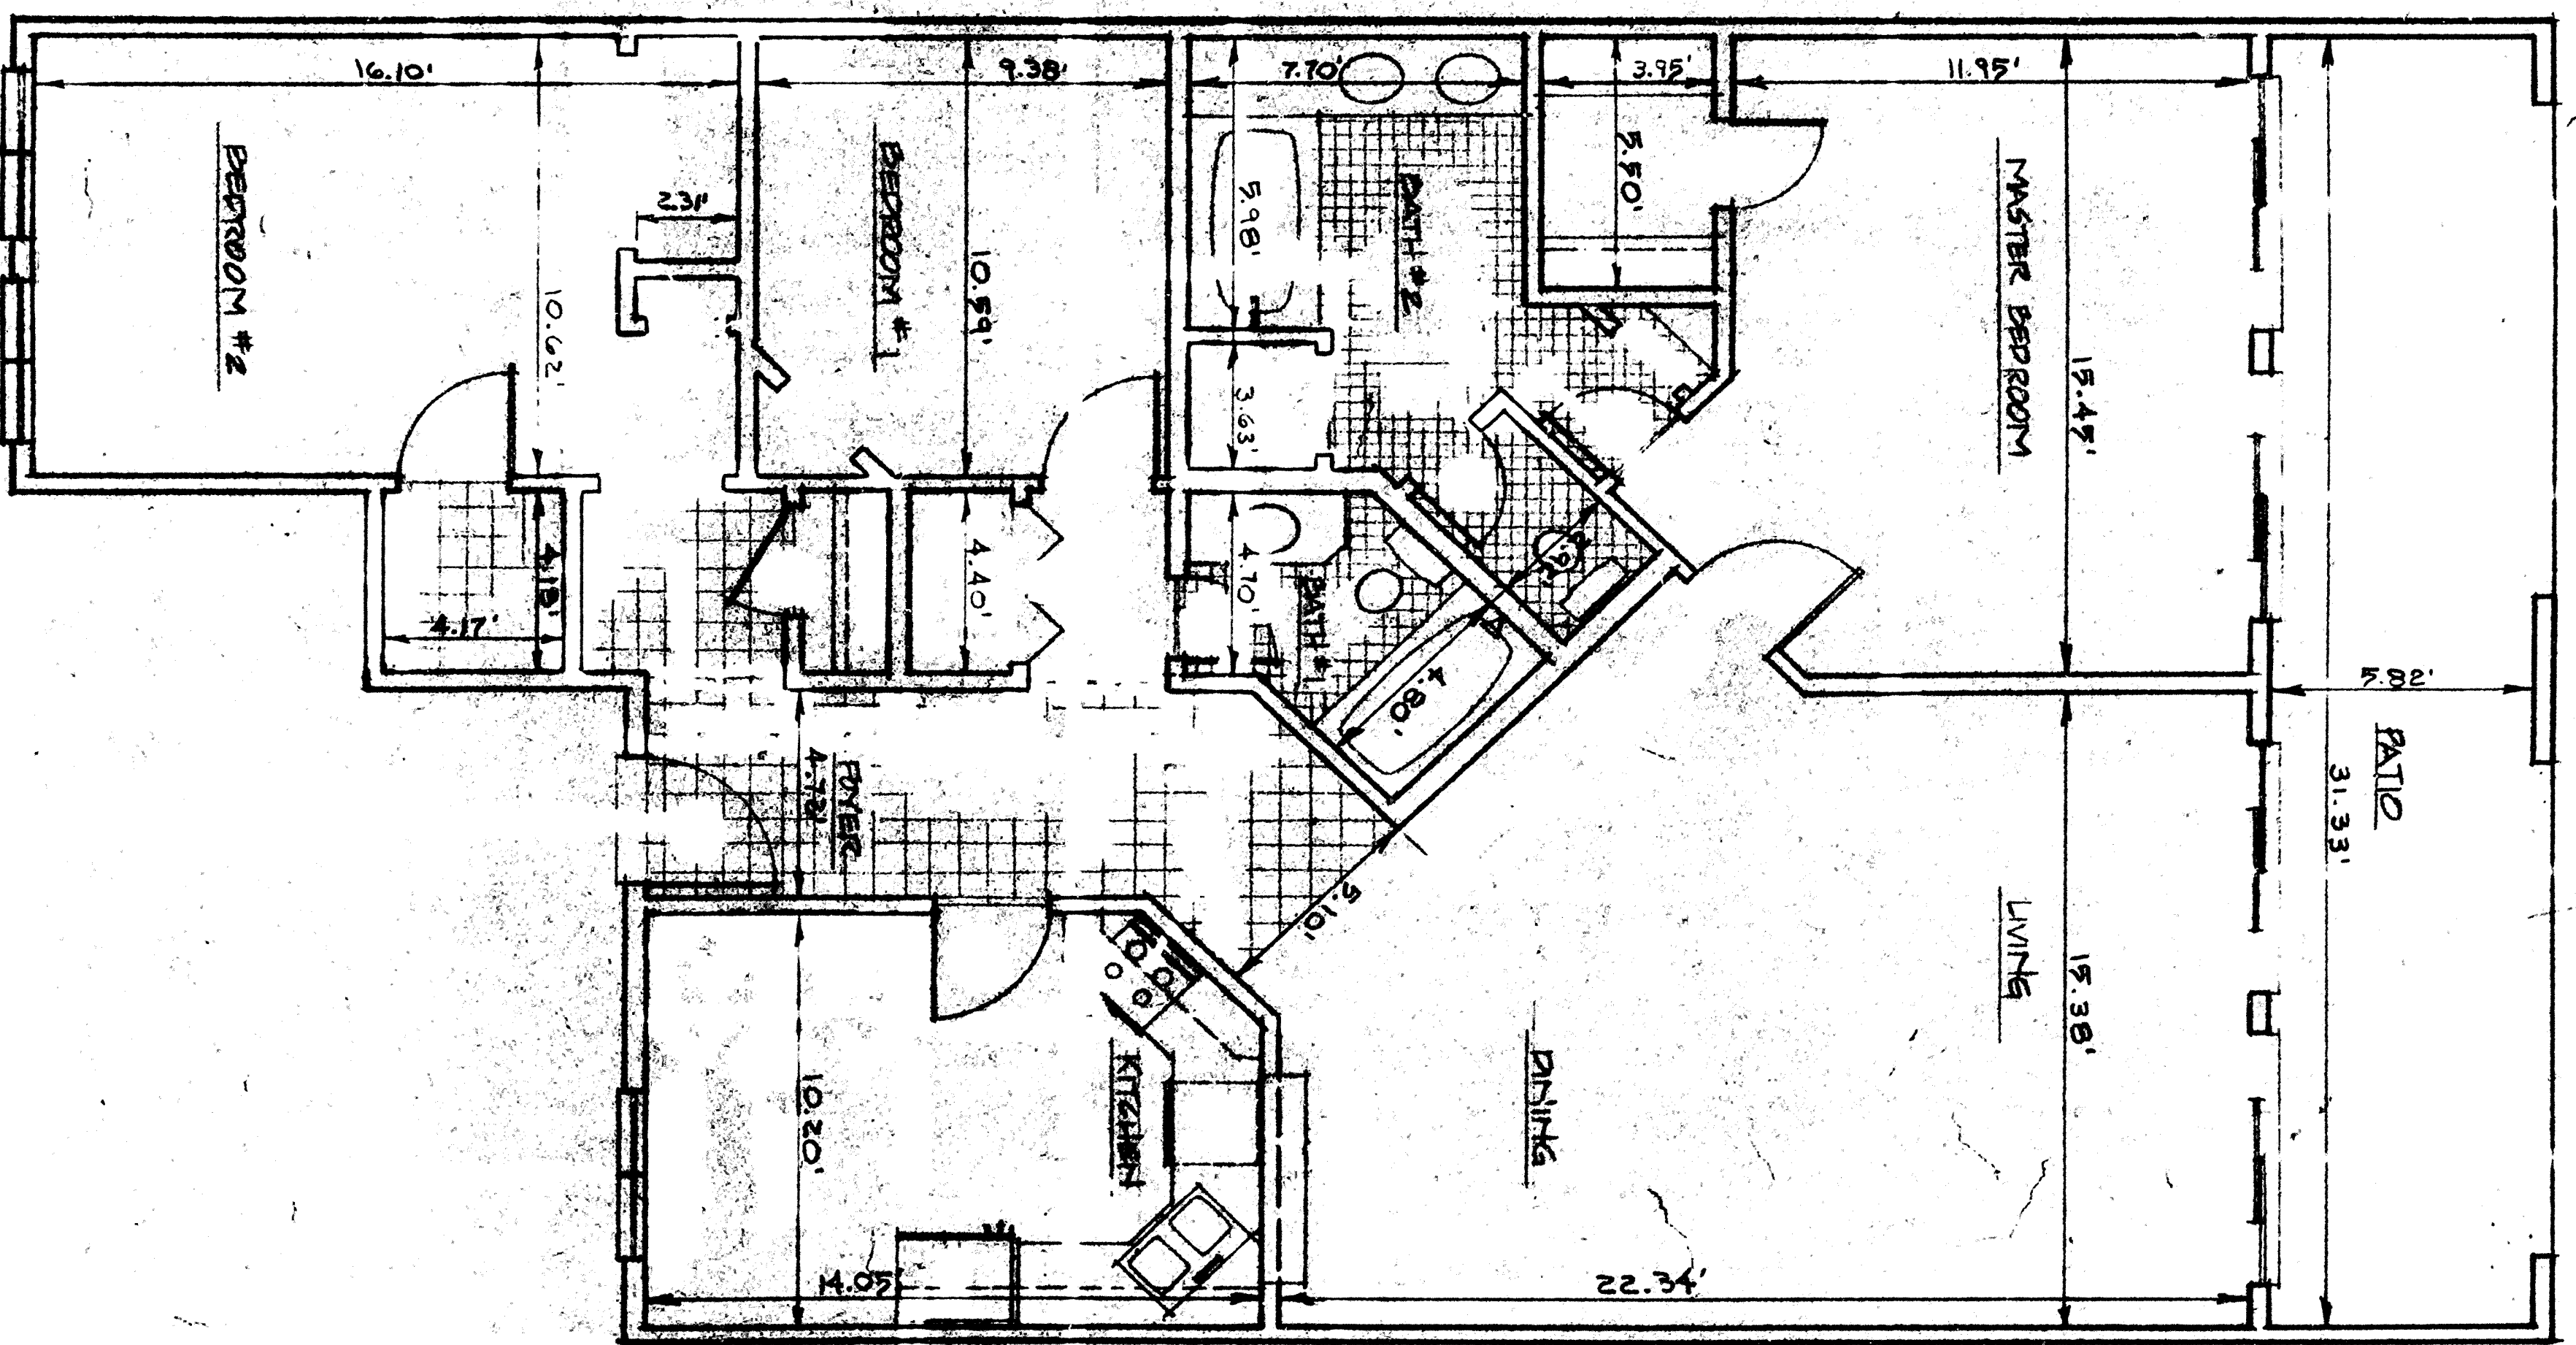 16.10'
9.38'
7.70'
3.95'
11.95'
BEDROOM #2
10.62'
2.31'
BEDROOM #1
10.59'
5.98'
BATH #2
5.50'
MASTER BEDROOM
15.45'
3.63'
4.18'
4.17'
4.40'
4.70'
BATH #1
4.80'
5.82'
PATIO
31.33'
FOYER
4.78'
5.10'
LIVING
15.38'
KITCHEN
10.20'
DINING
14.05'
22.34'